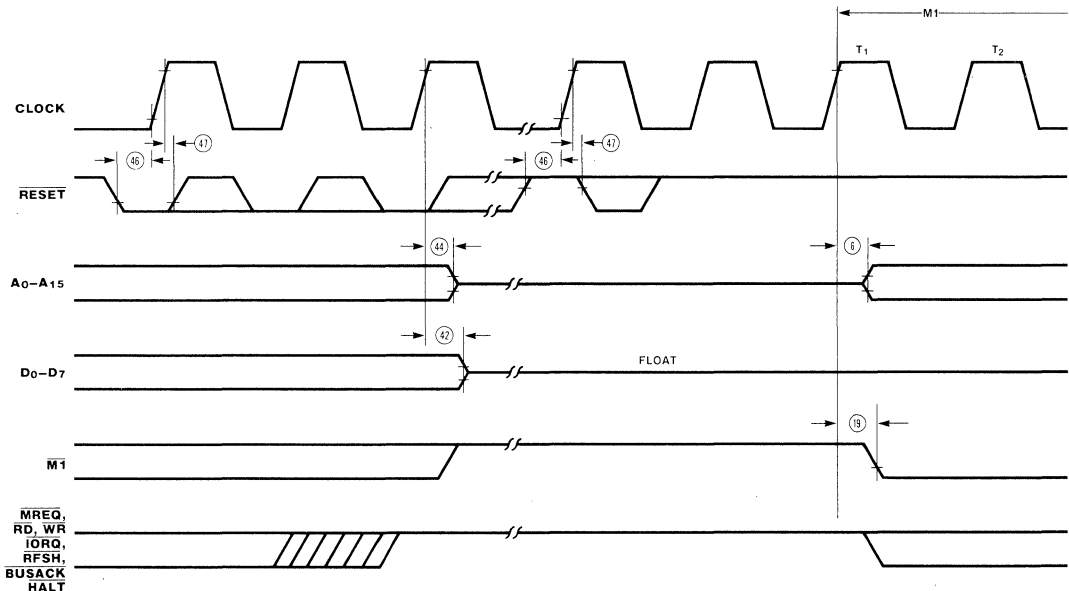 M1
T1
T2
CLOCK
46
47
46
47
RESET
44
6
A0–A15
42
FLOAT
D0–D7
19
M1
MREQ,
RD, WR
IORQ,
RFSH,
BUSACK
HALT